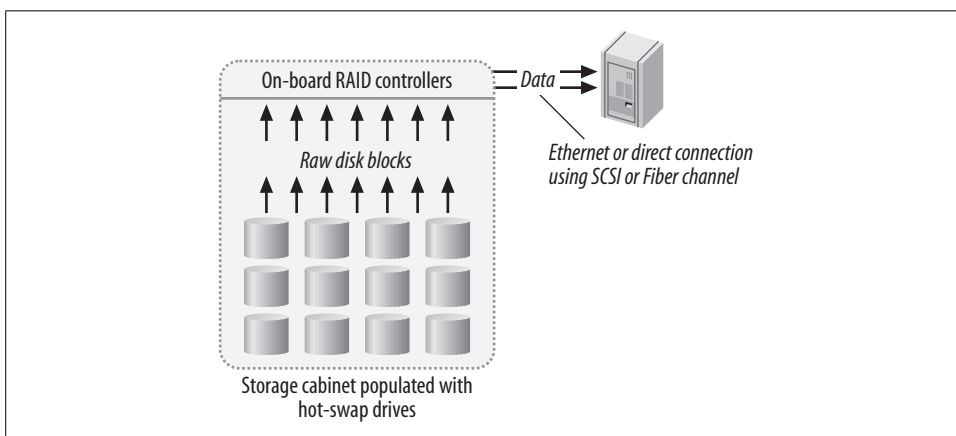 On-board RAID controllers
Data
Raw disk blocks
Ethernet or direct connection
using SCSI or Fiber channel
Storage cabinet populated with
hot-swap drives